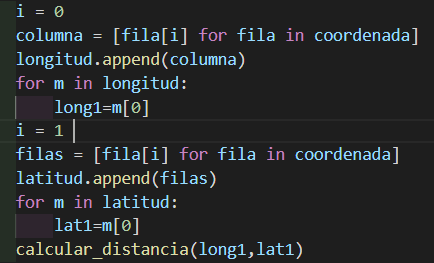 i = 0
columna = [fila[i] for fila in coordenada]
longitud.append(columna)
for m in longitud:
    long1=m[0]
i = 1
filas = [fila[i] for fila in coordenada]
latitud.append(filas)
for m in latitud:
    lat1=m[0]
calcular_distancia(long1,lat1)